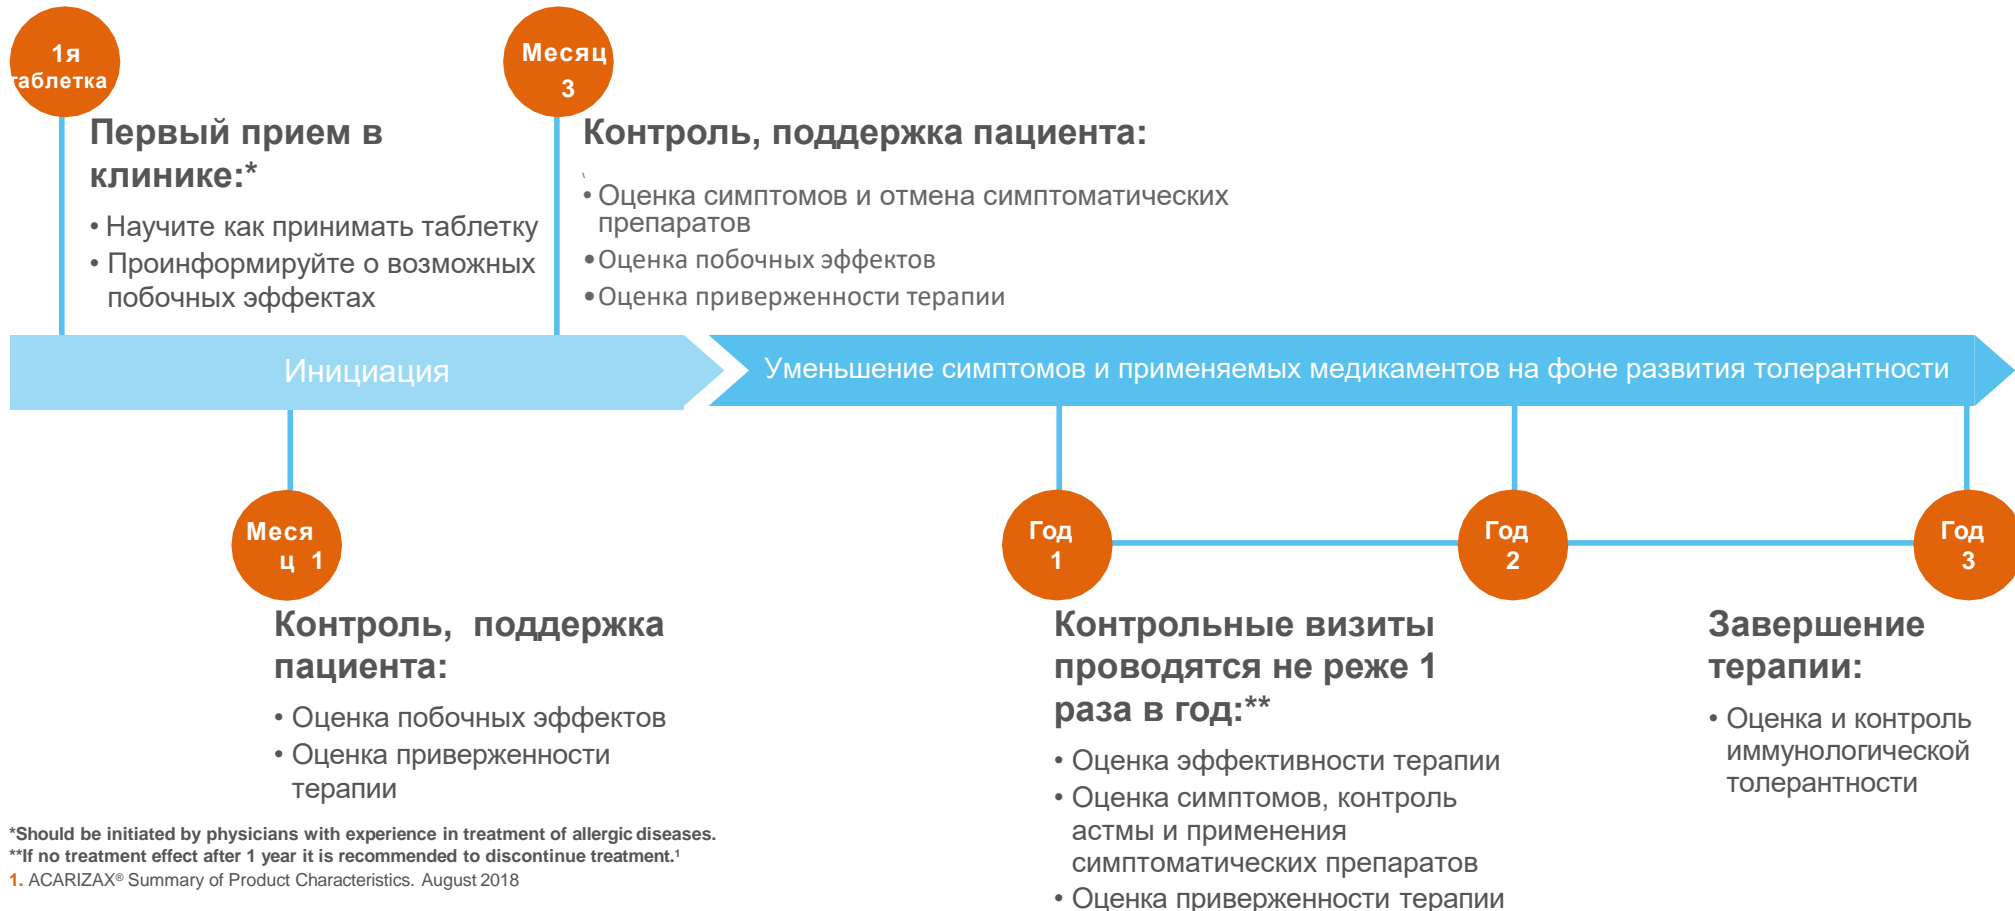 1я
таблетка
Месяц
3
Первый прием в
клинике:*
• Научите как принимать таблетку
• Проинформируйте о возможных
побочных эффектах
Контроль, поддержка пациента:
\
• Оценка симптомов и отмена симптоматических
препаратов
• Оценка побочных эффектов
• Оценка приверженности терапии
Инициация
Уменьшение симптомов и применяемых медикаментов на фоне развития толерантности
Меся
ц 1
Год
1
Год
2
Год
3
Контроль, поддержка
пациента:
• Оценка побочных эффектов
• Оценка приверженности
терапии
Контрольные визиты
проводятся не реже 1
раза в год:**
• Оценка эффективности терапии
• Оценка симптомов, контроль
астмы и применения
симптоматических препаратов
• Оценка приверженности терапии
Завершение
терапии:
• Оценка и контроль
иммунологической
толерантности
*Should be initiated by physicians with experience in treatment of allergic diseases.
**If no treatment effect after 1 year it is recommended to discontinue treatment.¹
1. ACARIZAX® Summary of Product Characteristics. August 2018